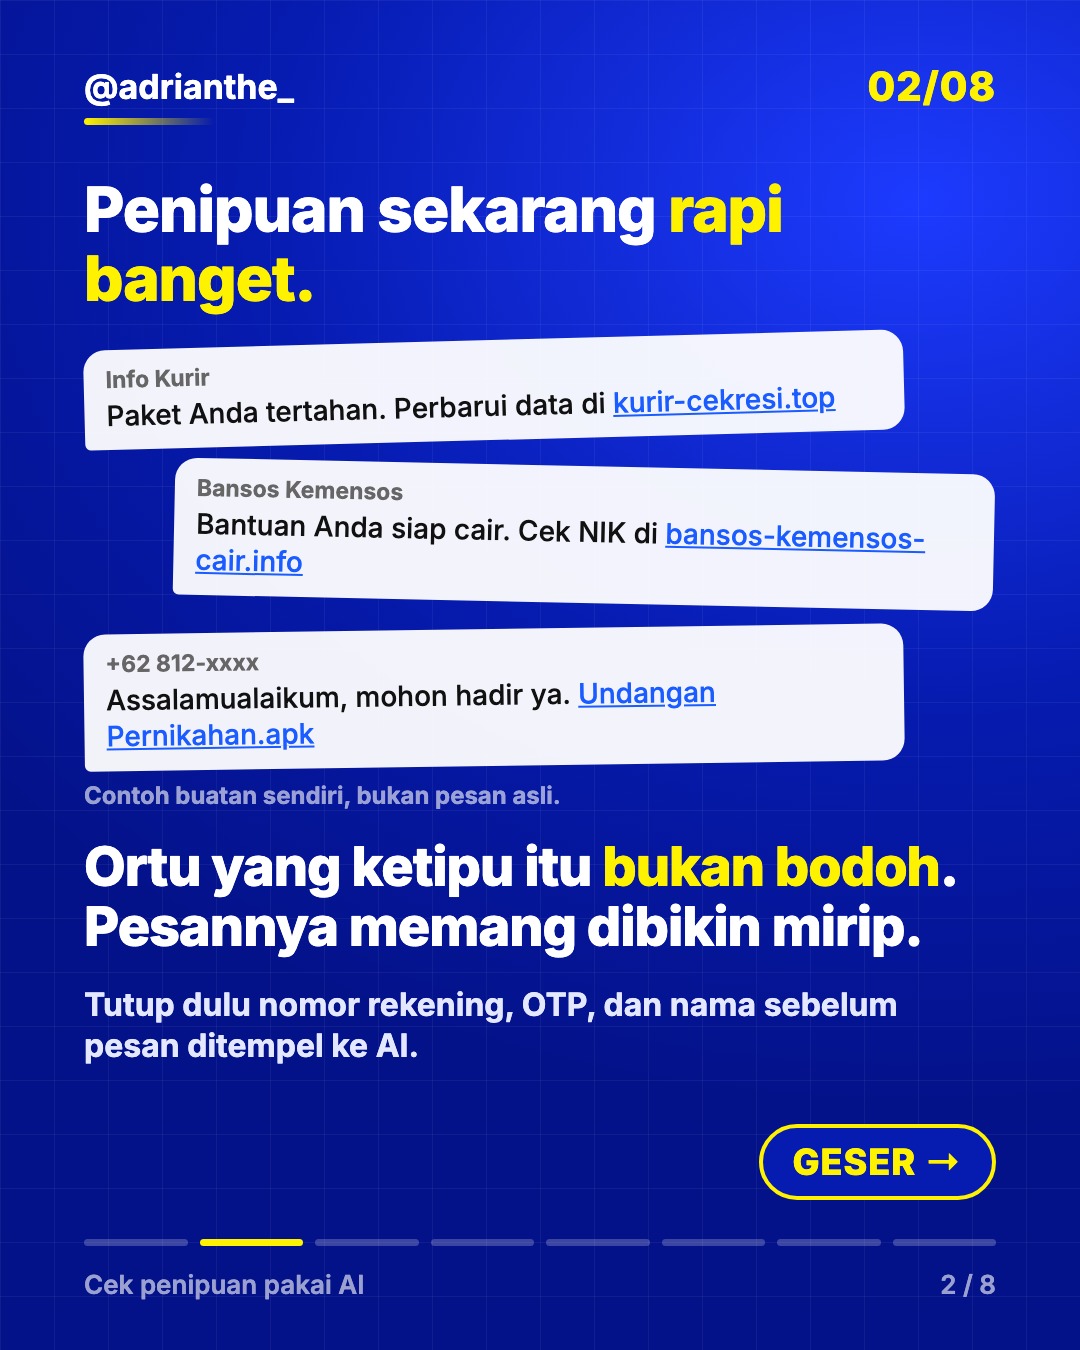 @adrianthe_
02/08
Penipuan sekarang rapi
banget.
Info Kurir
Paket Anda tertahan. Perbarui data di kurir-cekresi.top
Bansos Kemensos
Bantuan Anda siap cair. Cek NIK di bansos-kemensos-
cair.info
+62 812-xxxx
Assalamualaikum, mohon hadir ya. Undangan
Pernikahan.apk
Contoh buatan sendiri, bukan pesan asli.
Ortu yang ketipu itu bukan bodoh.
Pesannya memang dibikin mirip.
Tutup dulu nomor rekening, OTP, dan nama sebelum
pesan ditempel ke AI.
GESER →
Cek penipuan pakai AI
2 / 8